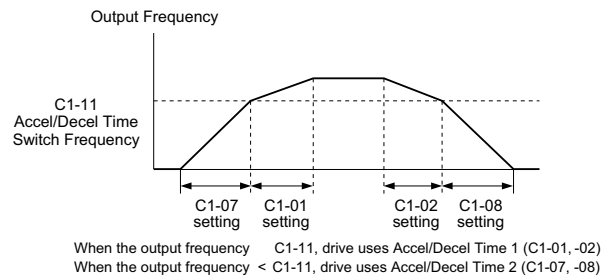 Output Frequency
C1-11
Accel/Decel Time
Switch Frequency
C1-07 C1-01 C1-02 C1-08
setting setting setting setting
When the output frequency C1-11, drive uses Accel/Decel Time 1 (C1-01, -02)
When the output frequency < C1-11, drive uses Accel/Decel Time 2 (C1-07, -08)